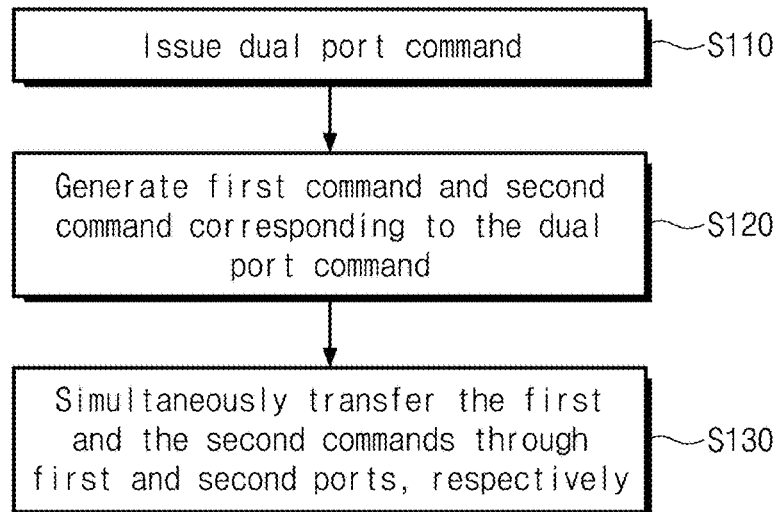 Issue dual port command
S110
Generate first command and second
command corresponding to the dual
port command
S120
Simultaneously transfer the first
and the second commands through
first and second ports, respectively
S130